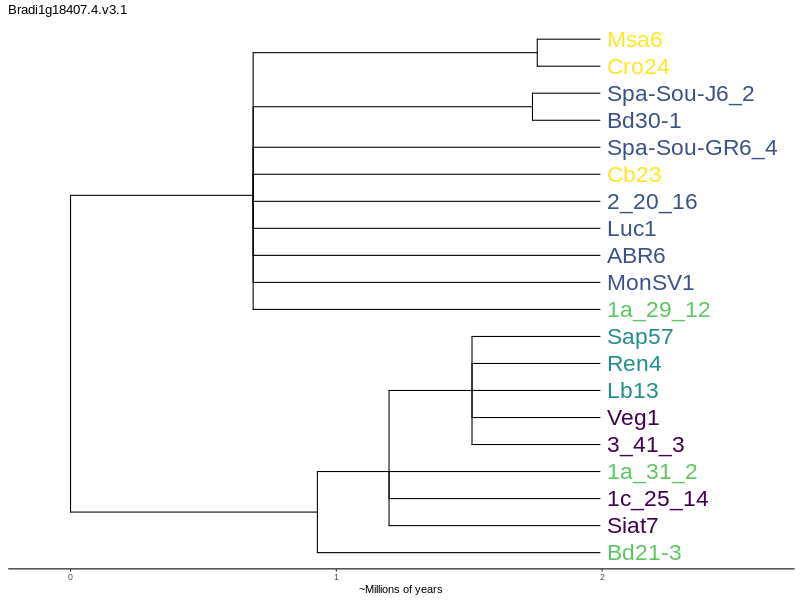 Bradi1g18407.4.v3.1
Msa6
Cro24
Spa-Sou-J6_2
Bd30-1
Spa-Sou-GR6_4
Cb23
2_20_16
Luc1
ABR6
MonSV1
1a_29_12
Sap57
Ren4
Lb13
Veg1
3_41_3
1a_31_2
1c_25_14
Siat7
Bd21-3
0 1 2
~Millions of years